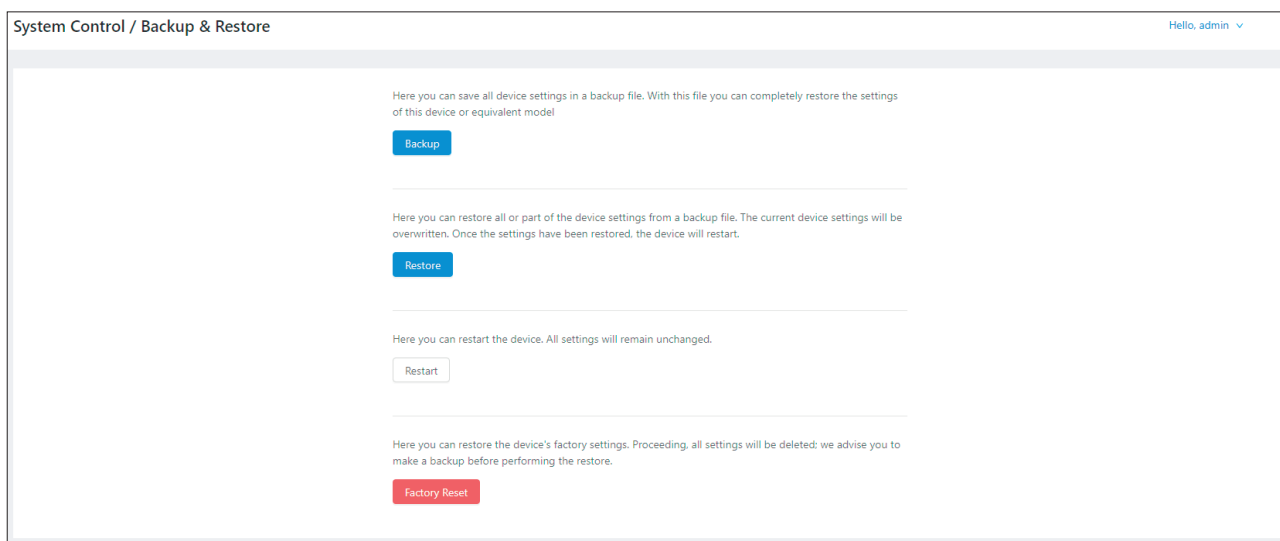 System Control / Backup & Restore
Hello, admin
Here you can save all device settings in a backup file. With this file you can completely restore the settings
of this device or equivalent model
Backup
Here you can restore all or part of the device settings from a backup file. The current device settings will be
overwritten. Once the settings have been restored, the device will restart.
Restore
Here you can restart the device. All settings will remain unchanged.
Restart
Here you can restore the device's factory settings. Proceeding, all settings will be deleted; we advise you to
make a backup before performing the restore.
Factory Reset